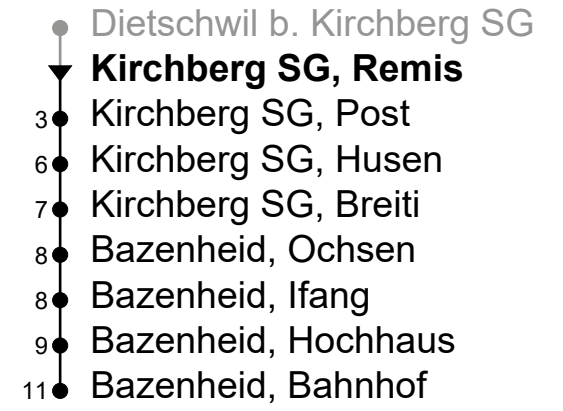 Dietschwil b. Kirchberg SG
Kirchberg SG, Remis
3 Kirchberg SG, Post
6 Kirchberg SG, Husen
7 Kirchberg SG, Breiti
8 Bazenheid, Ochsen
8 Bazenheid, Ifang
9 Bazenheid, Hochhaus
11 Bazenheid, Bahnhof